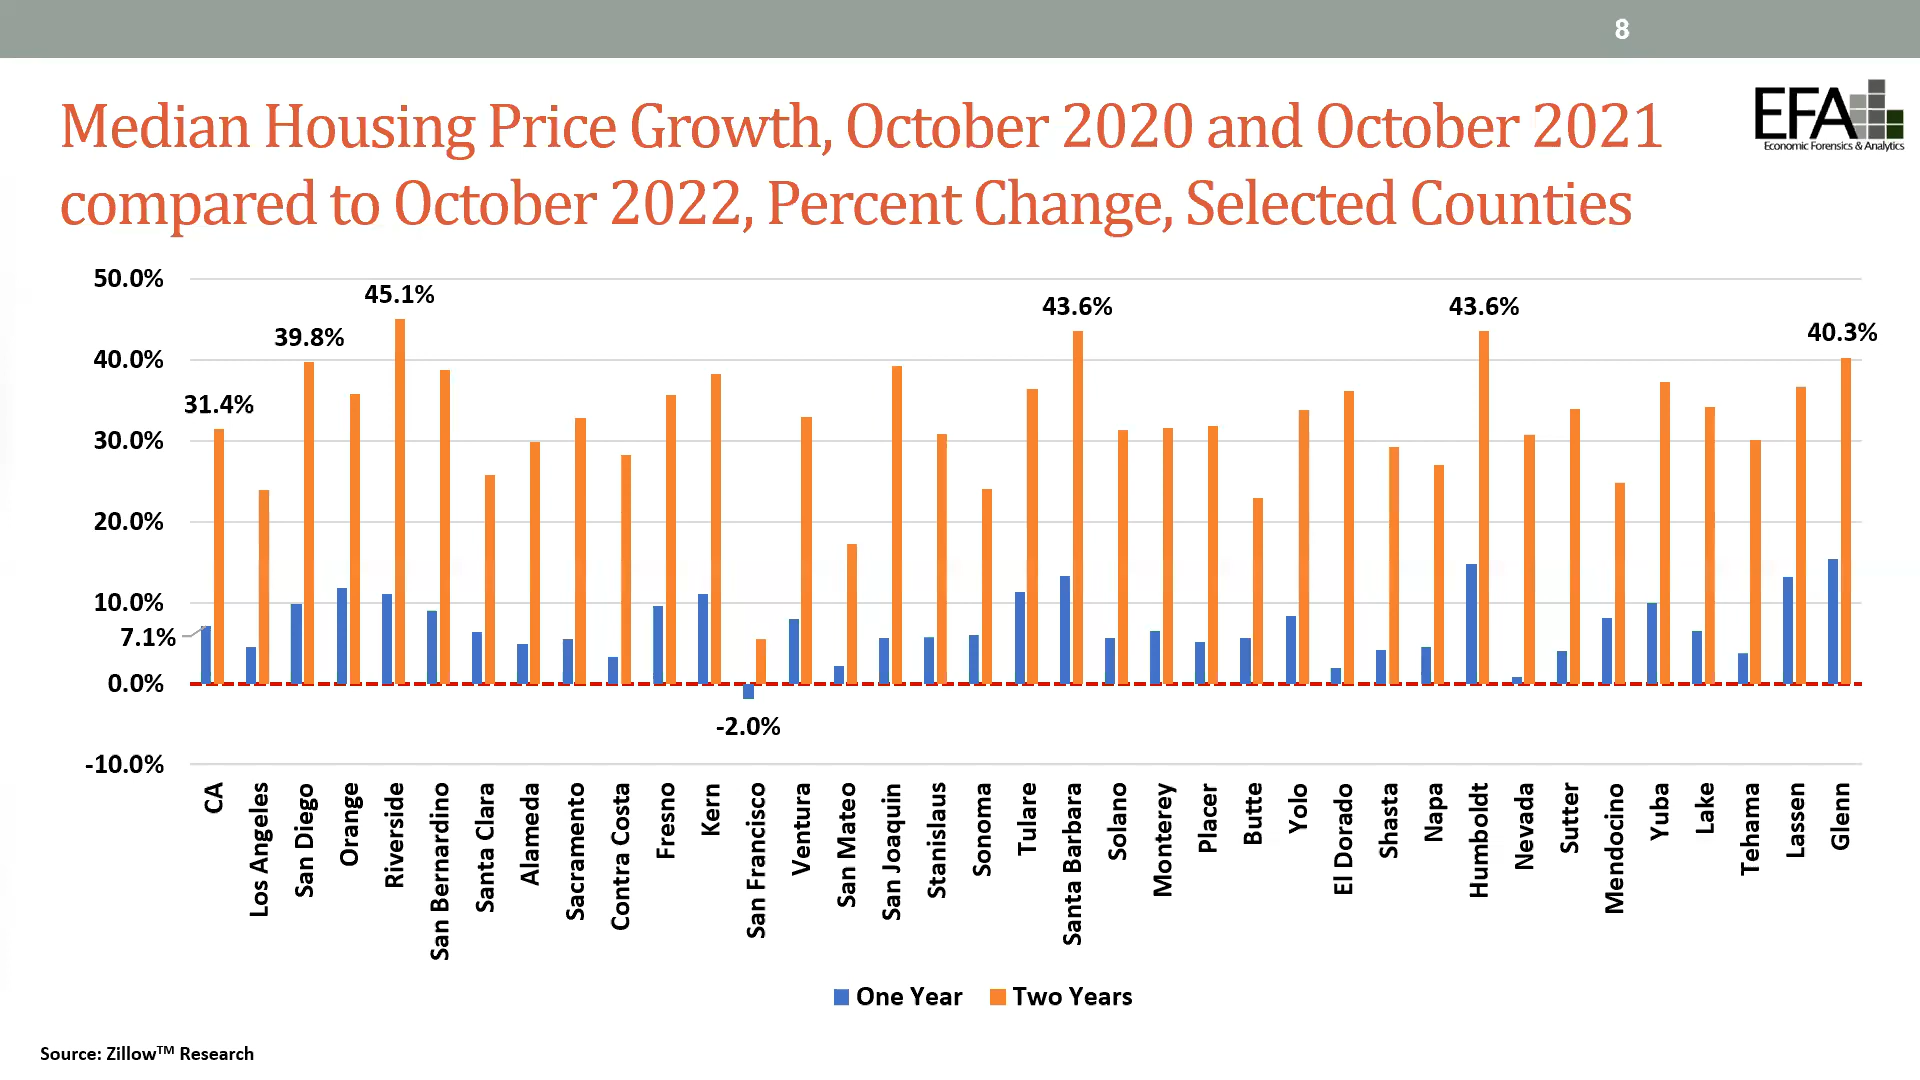 8
Median Housing Price Growth, October 2020 and October 2021
compared to October 2022, Percent Change, Selected Counties
EFA
Economic Forensics & Analytics
50.0%
40.0%
30.0%
20.0%
10.0%
0.0%
-10.0%
31.4%
7.1%
39.8%
45.1%
-2.0%
43.6%
43.6%
40.3%
CA
Los Angeles
San Diego
Orange
Riverside
San Bernardino
Santa Clara
Alameda
Sacramento
Contra Costa
Fresno
Kern
San Francisco
Ventura
San Mateo
San Joaquin
Stanislaus
Sonoma
Tulare
Santa Barbara
Solano
Monterey
Placer
Butte
Yolo
El Dorado
Shasta
Napa
Humboldt
Nevada
Sutter
Mendocino
Yuba
Lake
Tehama
Lassen
Glenn
One Year
Two Years
Source: Zillow™ Research